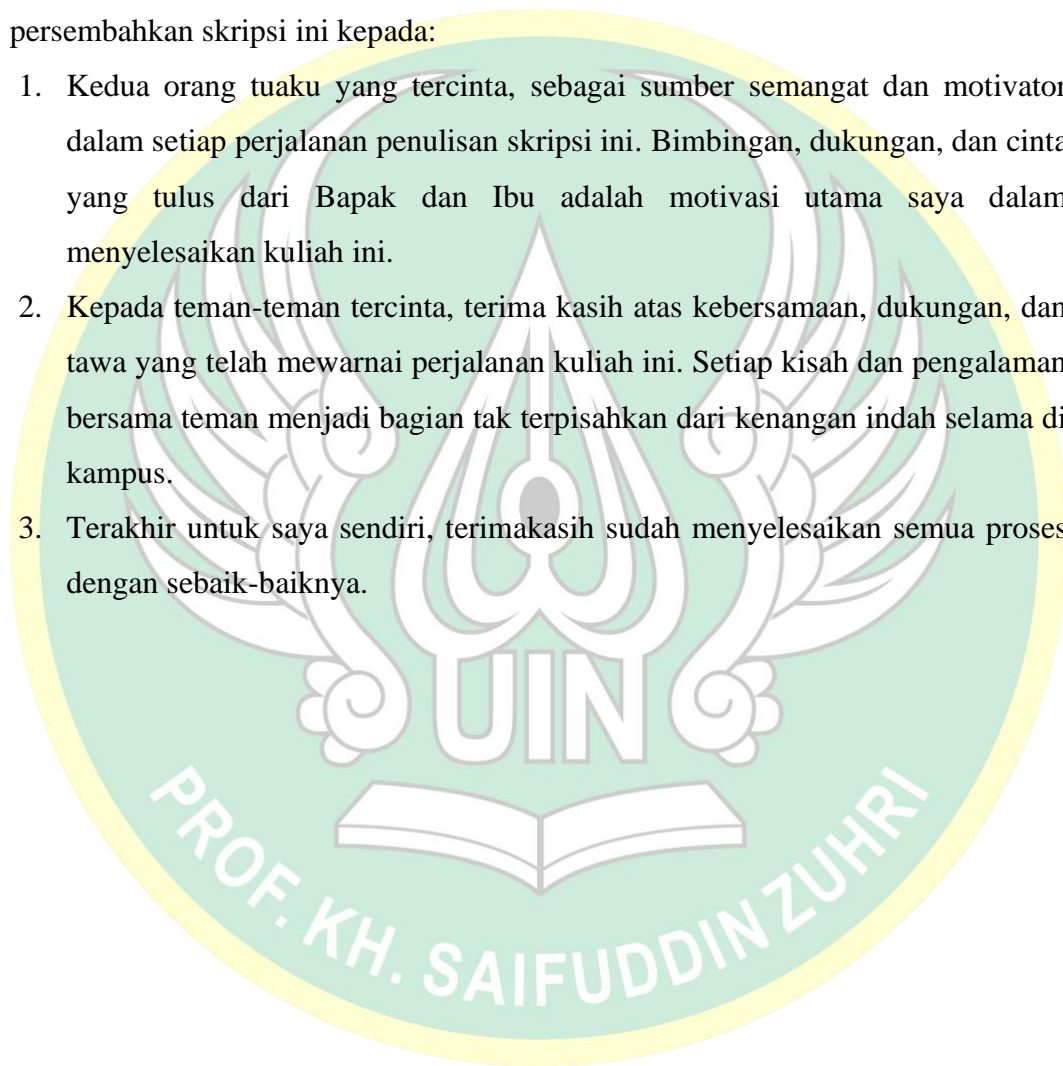 persembahkan skripsi ini kepada:
1. Kedua orang tuaku yang tercinta, sebagai sumber semangat dan motivator
dalam setiap perjalanan penulisan skripsi ini. Bimbingan, dukungan, dan cinta
yang tulus dari Bapak dan Ibu adalah motivasi utama saya dalam
menyelesaikan kuliah ini.
2. Kepada teman-teman tercinta, terima kasih atas kebersamaan, dukungan, dan
tawa yang telah mewarnai perjalanan kuliah ini. Setiap kisah dan pengalaman
bersama teman menjadi bagian tak terpisahkan dari kenangan indah selama di
kampus.
3. Terakhir untuk saya sendiri, terimakasih sudah menyelesaikan semua proses
dengan sebaik-baiknya.
UIN
PROF. KH. SAIFUDDIN ZUHRI